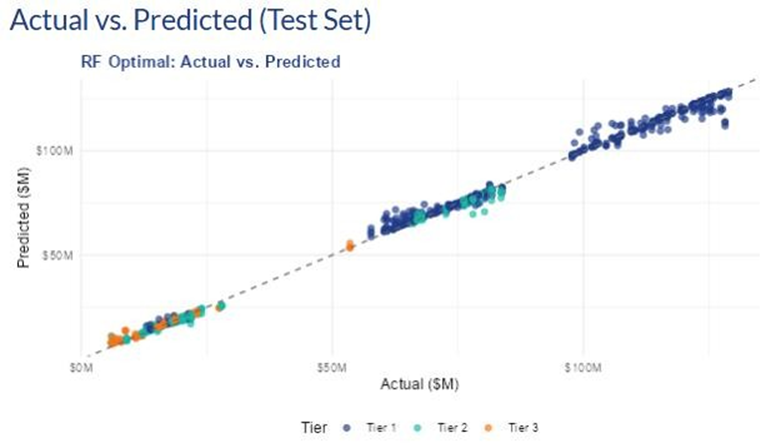 Actual vs. Predicted (Test Set)
RF Optimal: Actual vs. Predicted
$100M
$50M
Predicted ($M)
$0M
$50M
$100M
Actual ($M)
Tier
Tier 1
Tier 2
Tier 3